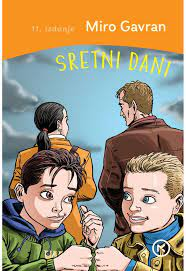 11. izdanje
Miro Gavran
SRETNI DANI